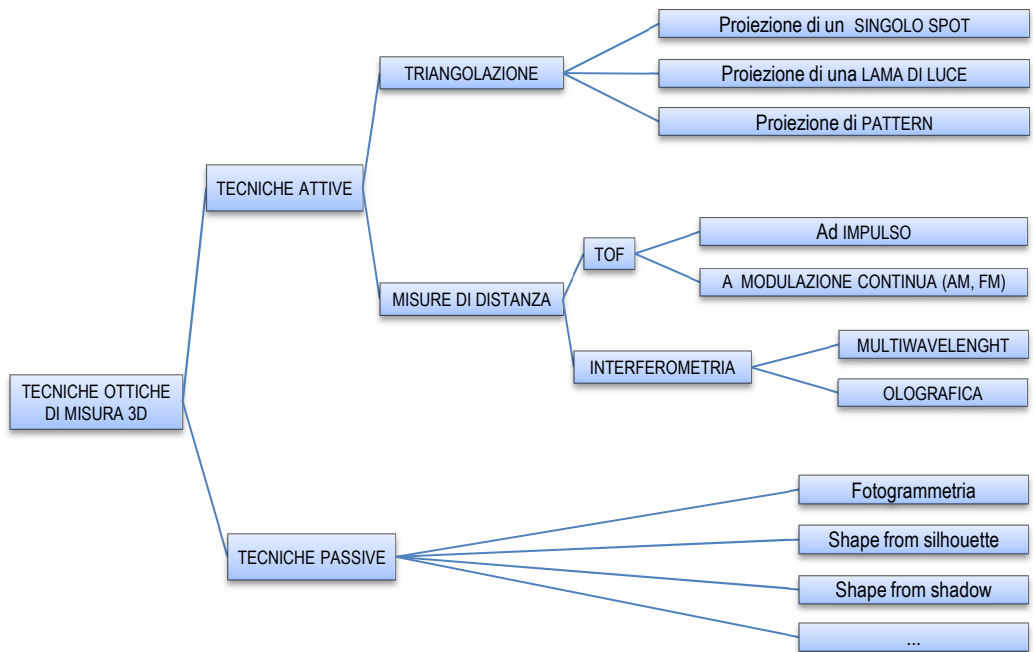 Proiezione di un SINGOLO SPOT
TRIANGOLAZIONE
Proiezione di una LAMA DI LUCE
Proiezione di PATTERN
TECNICHE ATTIVE
Ad IMPULSO
TOF
A MODULAZIONE CONTINUA (AM, FM)
MISURE DI DISTANZA
MULTIWAVELENGHT
INTERFEROMETRIA
OLOGRAFICA
TECNICHE OTTICHE
DI MISURA 3D
Fotogrammetria
Shape from silhouette
TECNICHE PASSIVE
Shape from shadow
...